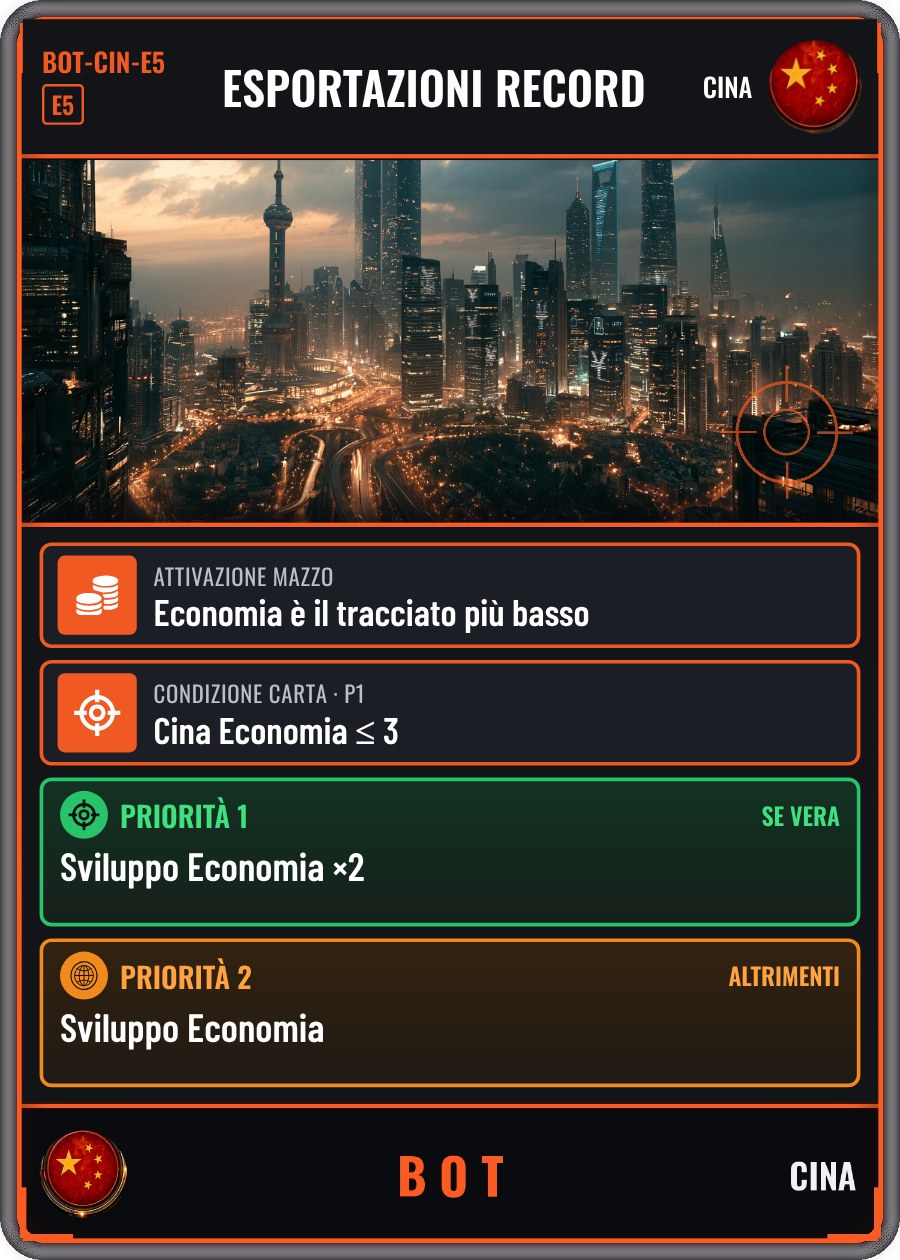 BOT-CIN-E5
E5
ESPORTAZIONI RECORD
CINA
ATTIVAZIONE MAZZO
Economia è il tracciato più basso
CONDIZIONE CARTA · P1
Cina Economia ≤ 3
PRIORITÀ 1
SE VERA
Sviluppo Economia ×2
PRIORITÀ 2
ALTRIMENTI
Sviluppo Economia
BOT
CINA